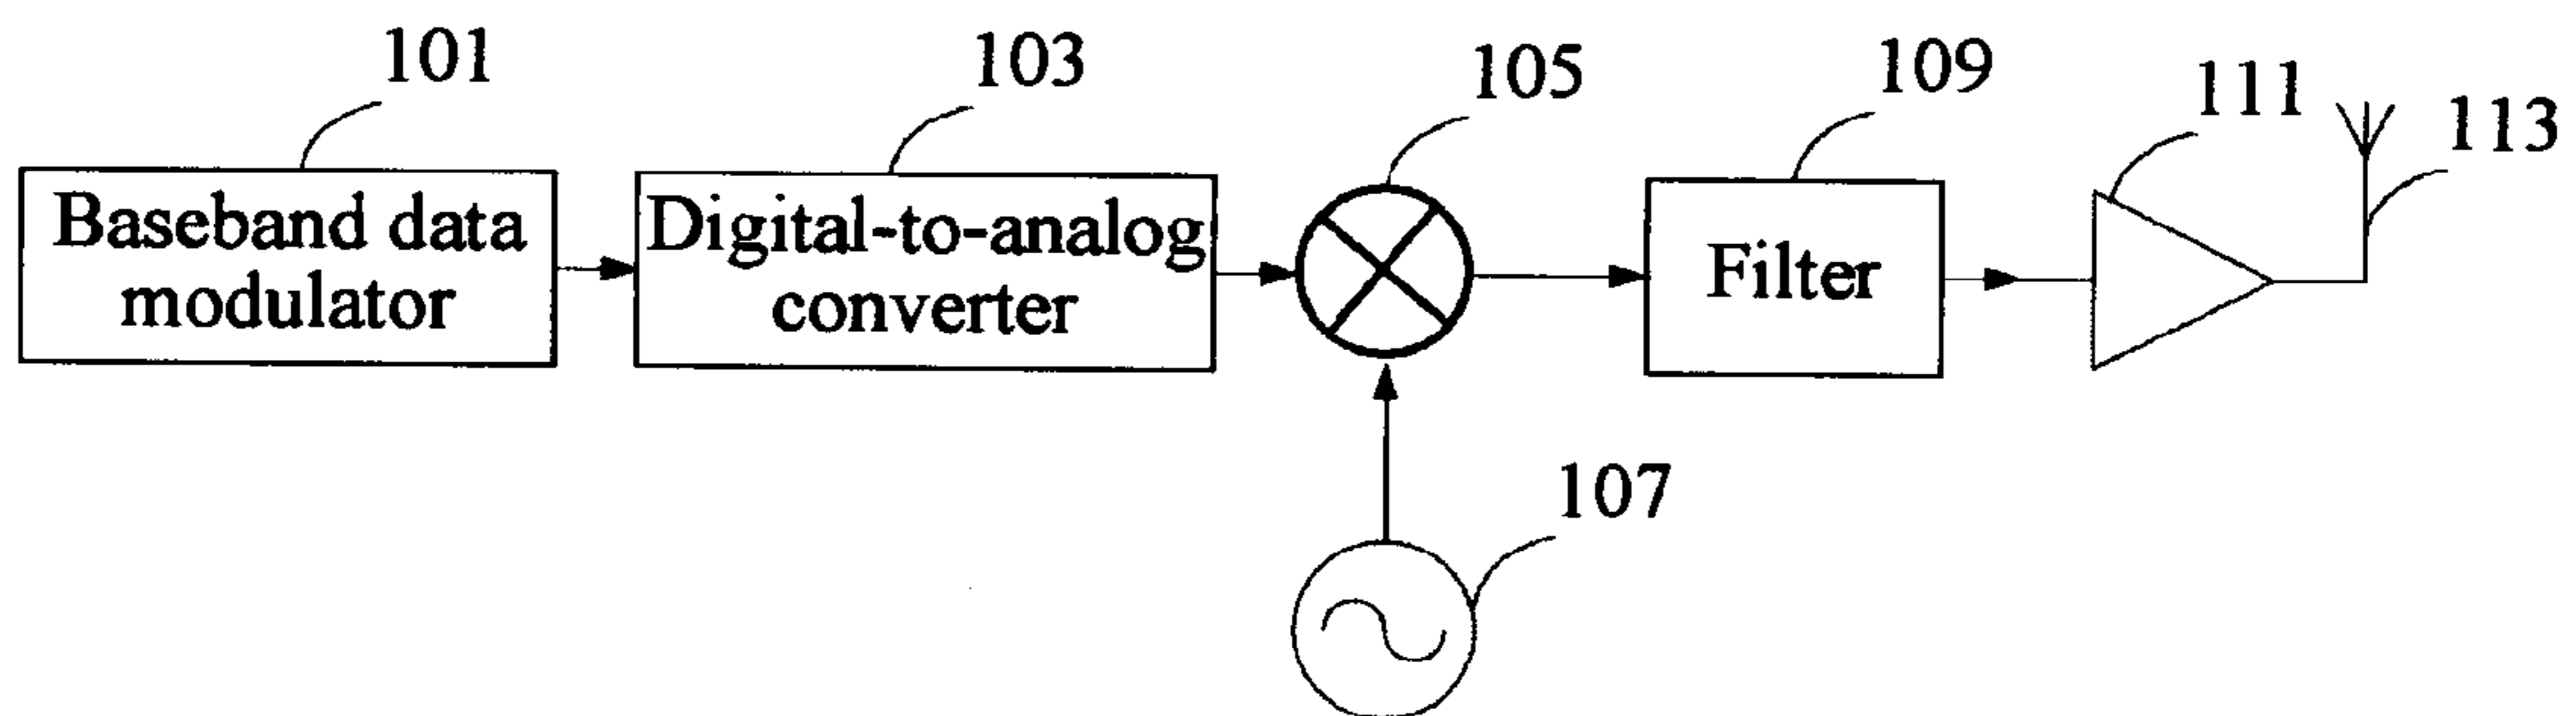 101
103
105
109
111
113
Baseband data
modulator
Digital-to-analog
converter
Filter
107